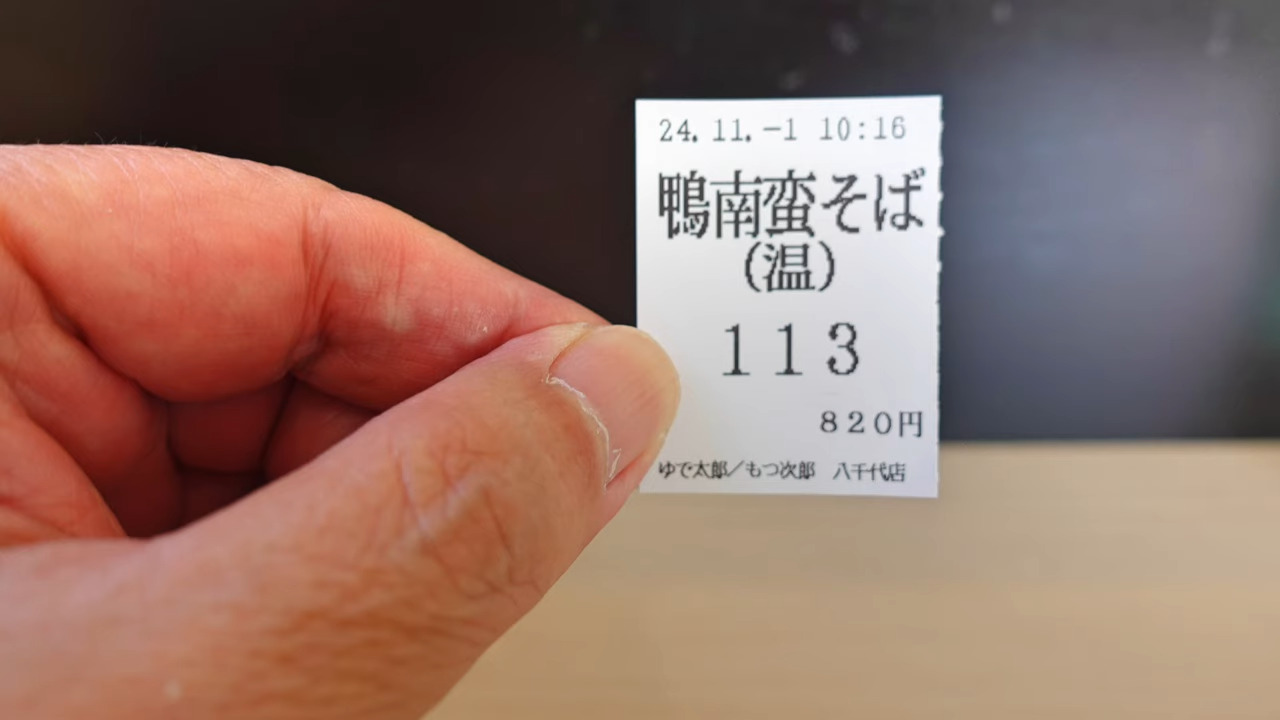 24.11.-1 10:16
鴨南蛮そば
(温)
113
820円
ゆで太郎／もつ次郎 八千代店